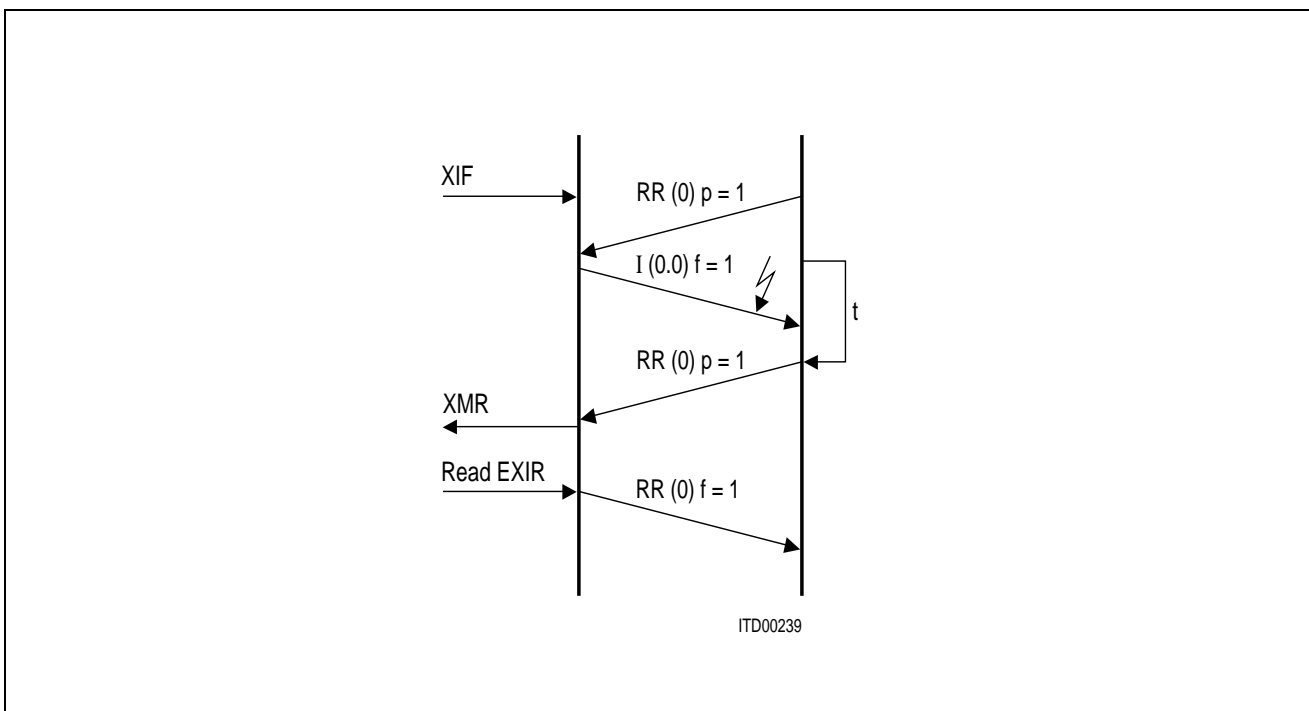 XIF
RR (0) p = 1
I (0.0) f = 1
t
RR (0) p = 1
XMR
Read EXIR
RR (0) f = 1
ITD00239